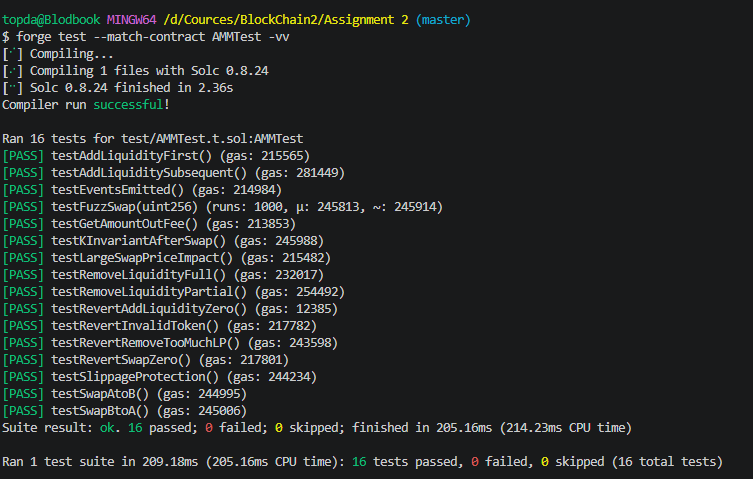 topda@Blodbook MINGW64 /d/Cources/BlockChain2/Assignment 2 (master)
$ forge test --match-contract AMMTest -vv
[⠊] Compiling...
[⠔] Compiling 1 files with Solc 0.8.24
[⠒] Solc 0.8.24 finished in 2.36s
Compiler run successful!

Ran 16 tests for test/AMMTest.t.sol:AMMTest
[PASS] testAddLiquidityFirst() (gas: 215565)
[PASS] testAddLiquiditySubsequent() (gas: 281449)
[PASS] testEventsEmitted() (gas: 214984)
[PASS] testFuzzSwap(uint256) (runs: 1000, μ: 245813, ~: 245914)
[PASS] testGetAmountOutFee() (gas: 213853)
[PASS] testKInvariantAfterSwap() (gas: 245988)
[PASS] testLargeSwapPriceImpact() (gas: 215482)
[PASS] testRemoveLiquidityFull() (gas: 232017)
[PASS] testRemoveLiquidityPartial() (gas: 254492)
[PASS] testRevertAddLiquidityZero() (gas: 12385)
[PASS] testRevertInvalidToken() (gas: 217782)
[PASS] testRevertRemoveTooMuchLP() (gas: 243598)
[PASS] testRevertSwapZero() (gas: 217801)
[PASS] testSlippageProtection() (gas: 244234)
[PASS] testSwapAtoB() (gas: 244995)
[PASS] testSwapBtoA() (gas: 245006)
Suite result: ok. 16 passed; 0 failed; 0 skipped; finished in 205.16ms (214.23ms CPU time)

Ran 1 test suite in 209.18ms (205.16ms CPU time): 16 tests passed, 0 failed, 0 skipped (16 total tests)